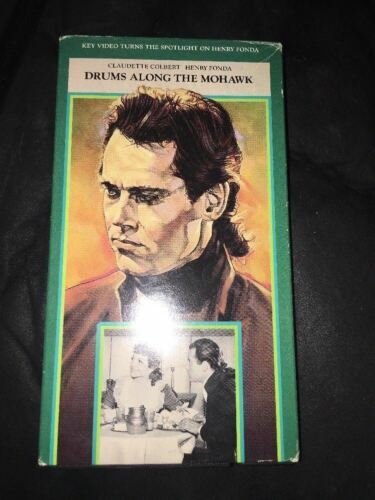 KEY VIDEO TURNS THE SPOTLIGHT ON HENRY FONDA
CLAUDETTE COLBERT HENRY FONDA
DRUMS ALONG THE MOHAWK